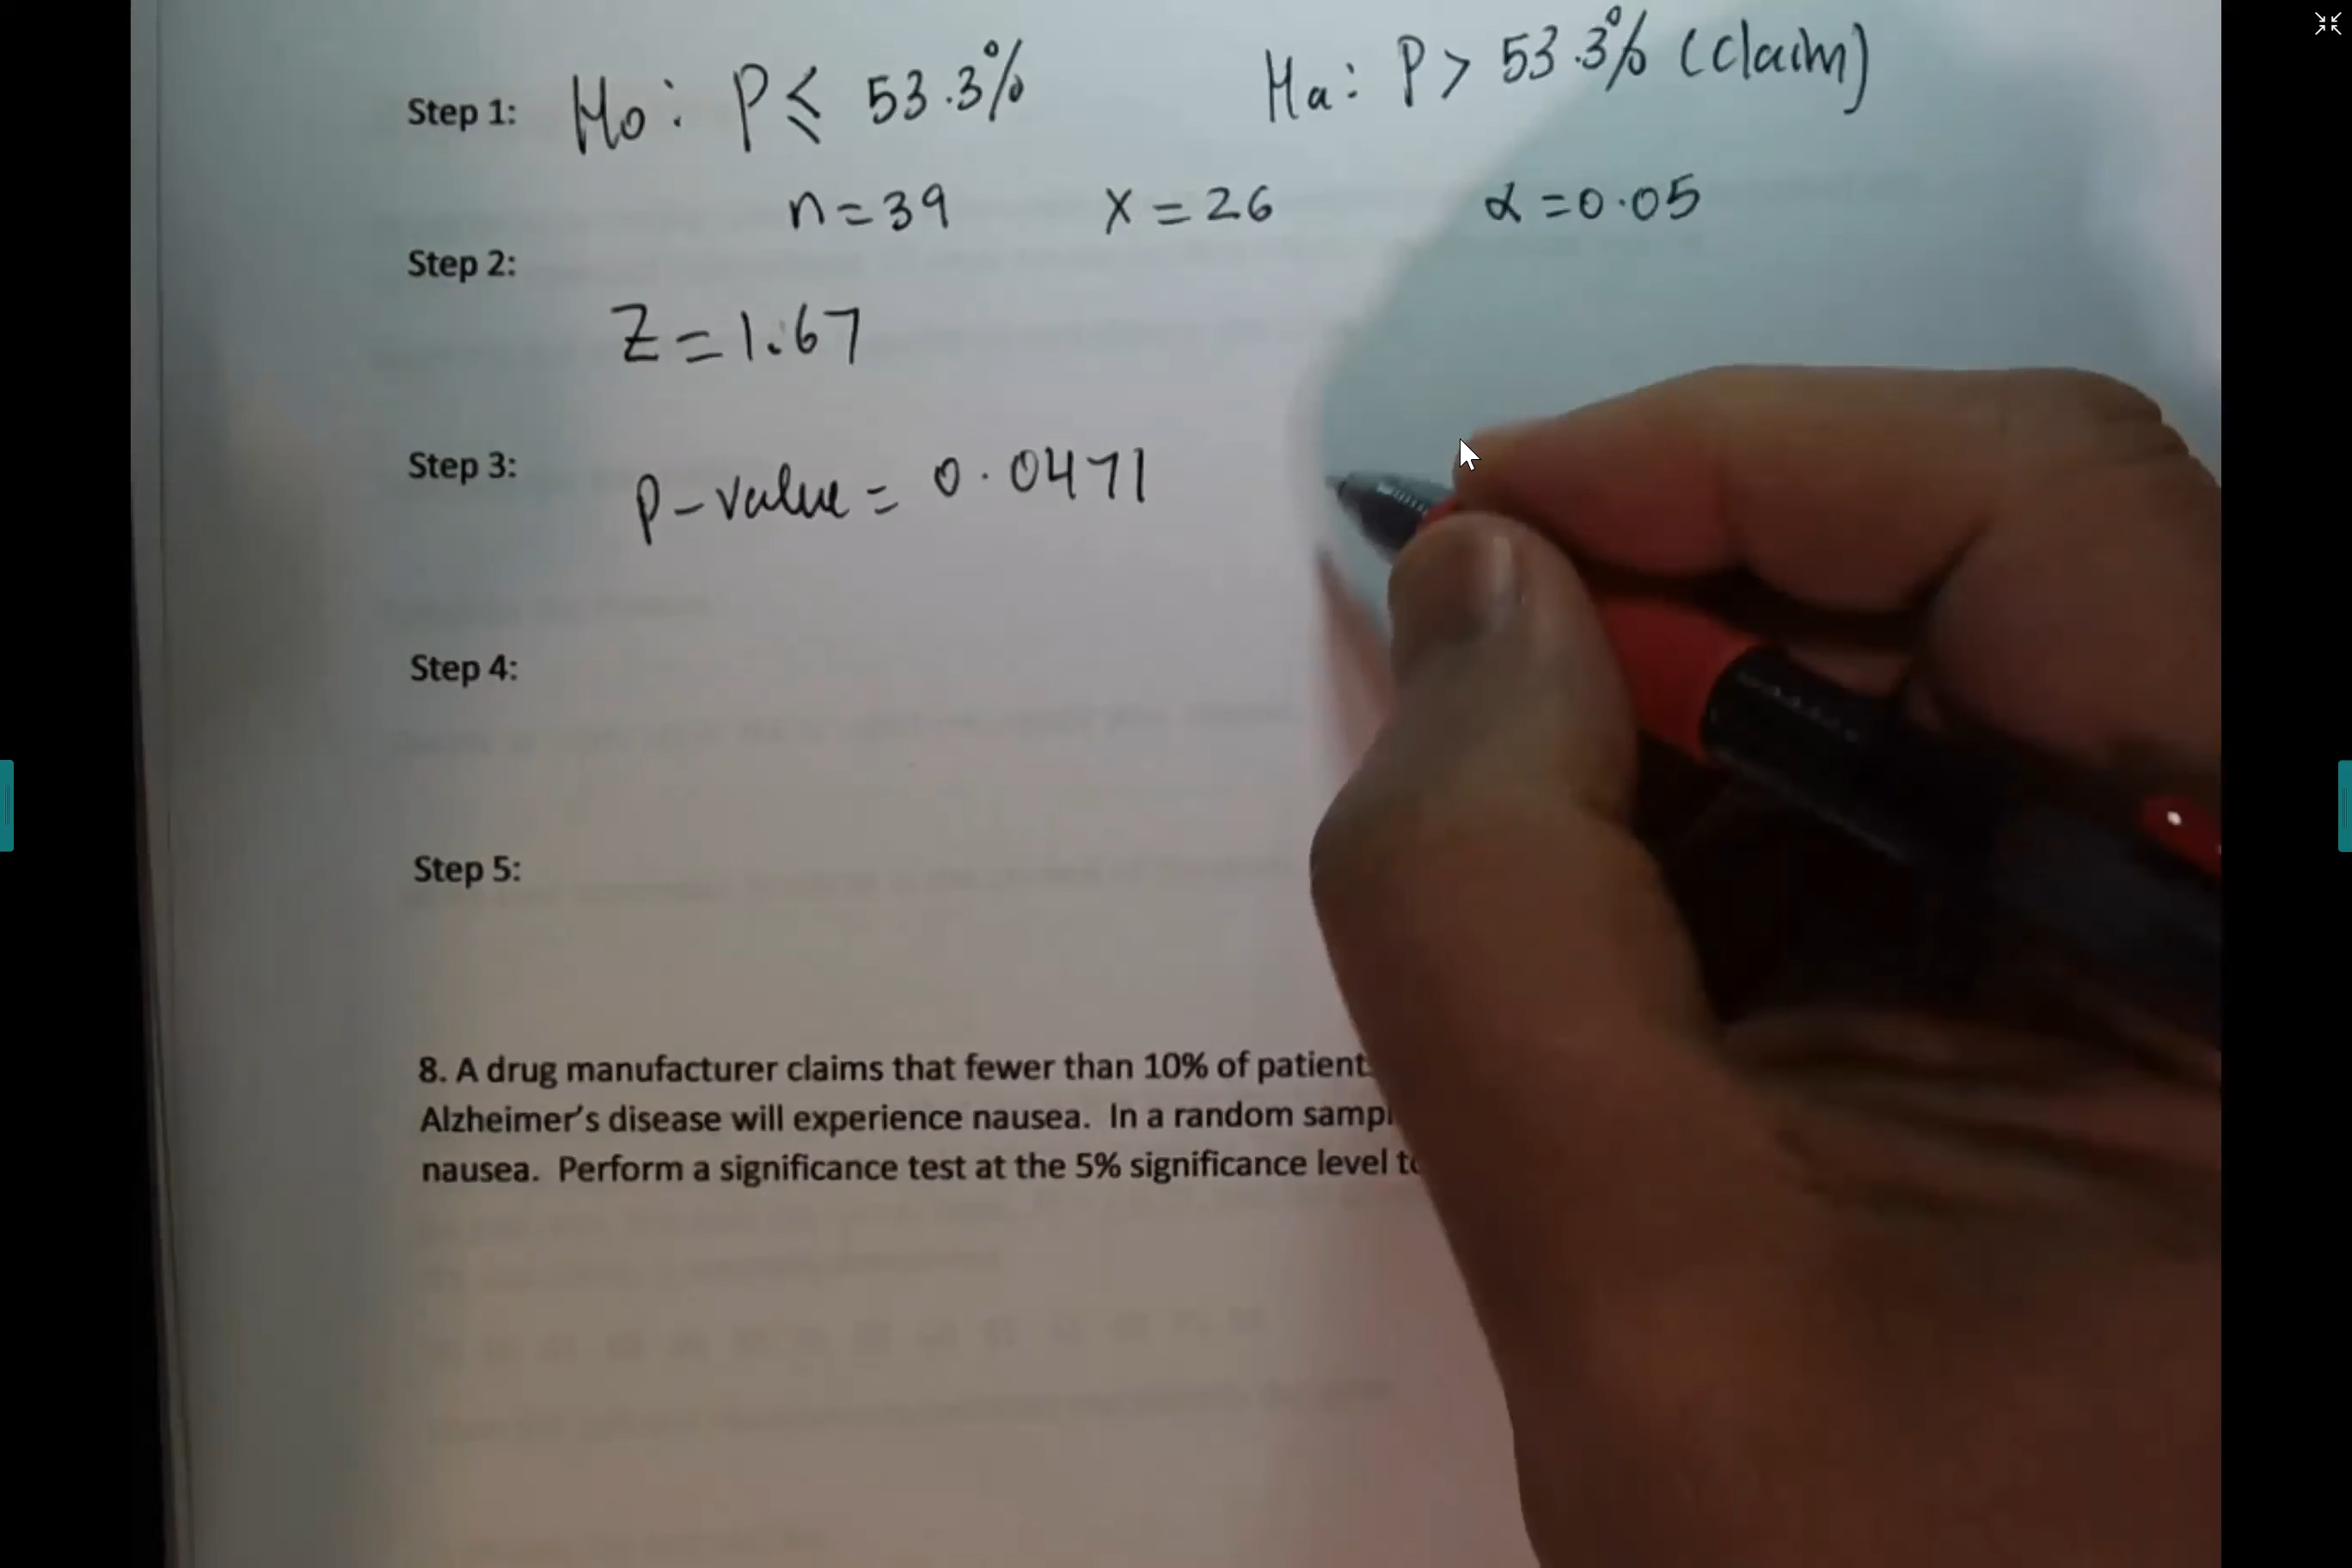 Step 1: Ho: P ≤ 53.3% Ha: P > 53.3% (Claim)
n=39 x=26 α=0.05
Step 2:
Z=1.67
Step 3: P-value = 0.0471
Step 4:
Step 5:
8. A drug manufacturer claims that fewer than 10% of patient
Alzheimer's disease will experience nausea. In a random samp
nausea. Perform a significance test at the 5% significance level